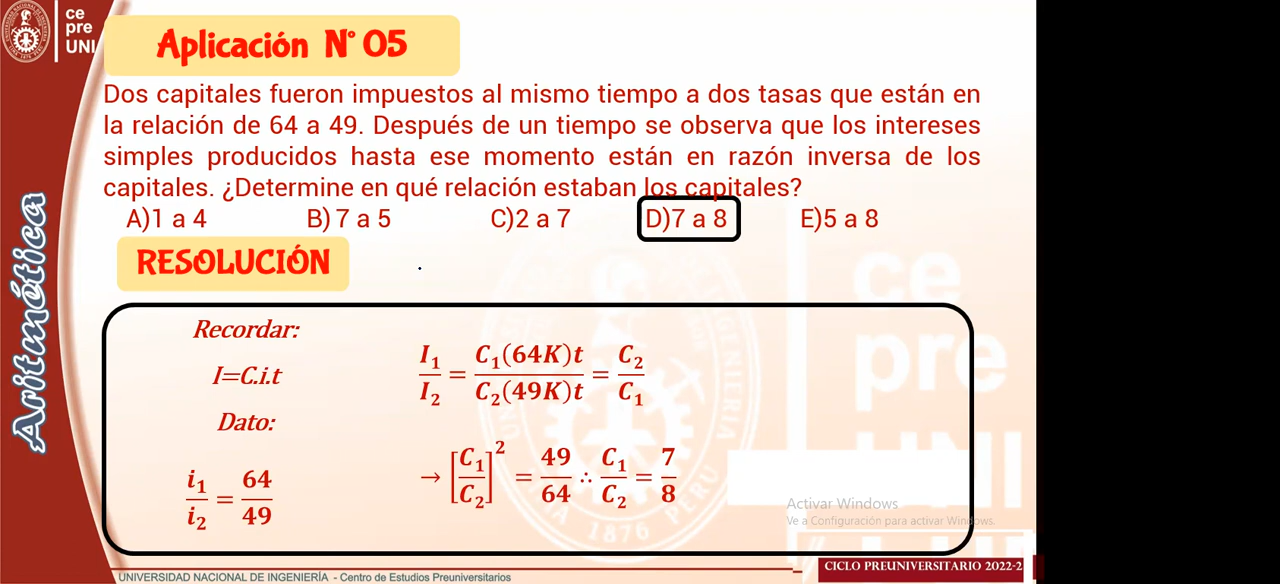 ce
pre
UNI
Aplicación N° 05
Dos capitales fueron impuestos al mismo tiempo a dos tasas que están en
la relación de 64 a 49. Después de un tiempo se observa que los intereses
simples producidos hasta ese momento están en razón inversa de los
capitales. ¿Determine en qué relación estaban los capitales?
A)1 a 4 B) 7 a 5 C)2 a 7 D)7 a 8 E)5 a 8
RESOLUCIÓN
Recordar:
I=C.i.t
Dato:
i₁/i₂ = 64/49
I₁/I₂ = C₁(64K)t/C₂(49K)t = C₂/C₁
→ [C₁/C₂]² = 49/64 ∴ C₁/C₂ = 7/8
Aritmética
ce
pre
UNI
1876 PERU
Activar Windows
Ve a Configuración para activar Windows.
CICLO PREUNIVERSITARIO 2022-2
UNIVERSIDAD NACIONAL DE INGENIERÍA - Centro de Estudios Preuniversitarios